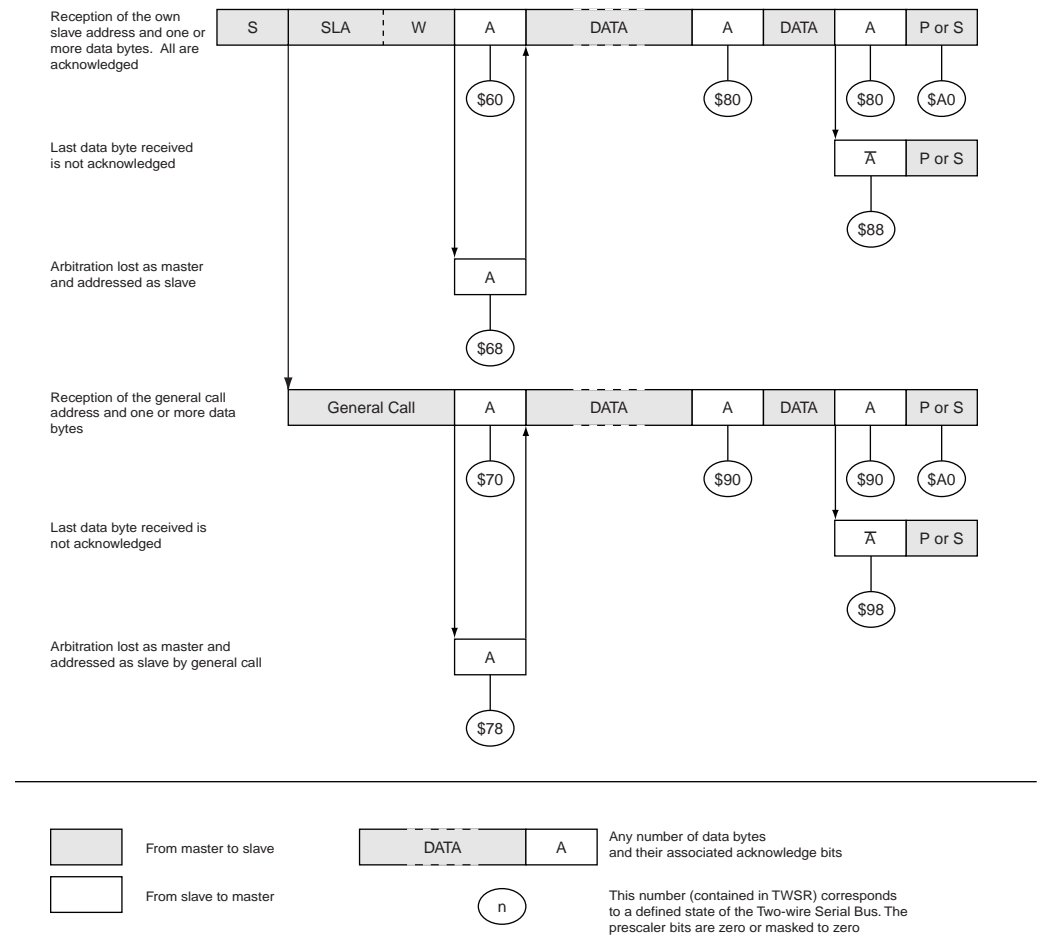 Reception of the own
slave address and one or
more data bytes.  All are
acknowledged
S SLA W A DATA A DATA A P or S
$60 $80 $80 $A0
Last data byte received
is not acknowledged
A̅ P or S
$88
Arbitration lost as master
and addressed as slave
A
$68
Reception of the general call
address and one or more data
bytes
General Call A DATA A DATA A P or S
$70 $90 $90 $A0
Last data byte received is
not acknowledged
A̅ P or S
$98
Arbitration lost as master and
addressed as slave by general call
A
$78
From master to slave
DATA A
Any number of data bytes
and their associated acknowledge bits
From slave to master
n
This number (contained in TWSR) corresponds
to a defined state of the Two-wire Serial Bus. The
prescaler bits are zero or masked to zero